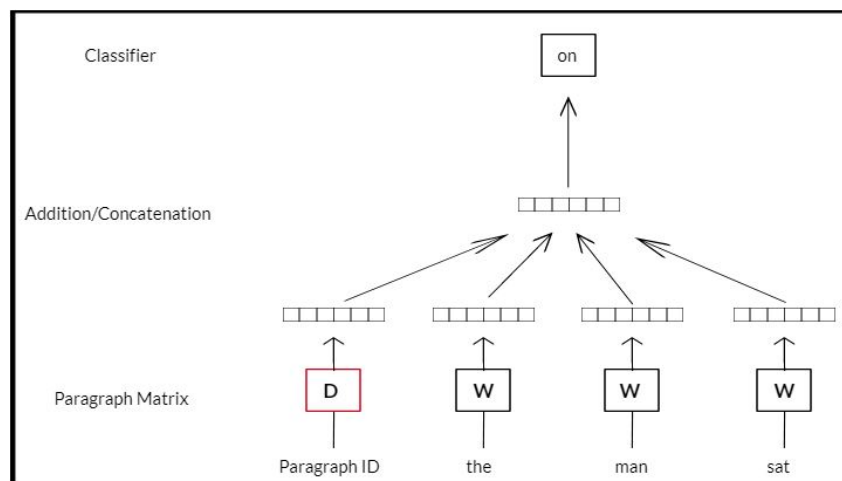 Classifier
on
Addition/Concatenation
Paragraph Matrix
D
W
W
W
Paragraph ID
the
man
sat